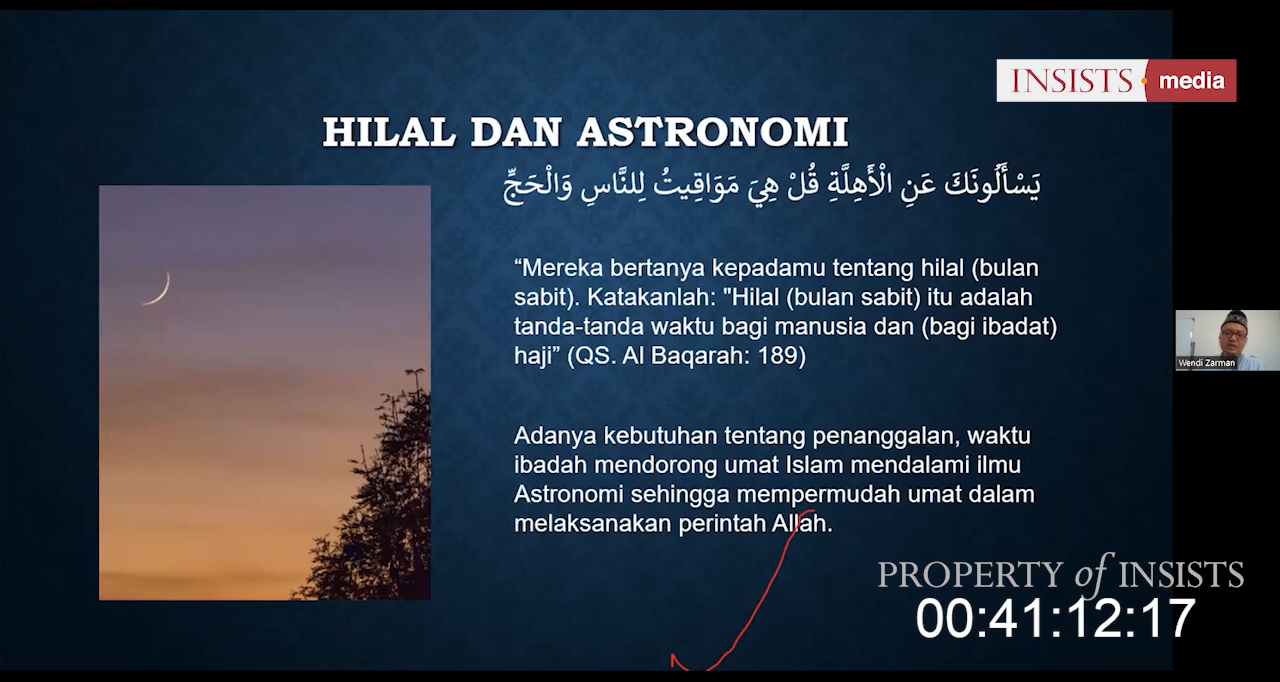 INSISTS media
HILAL DAN ASTRONOMI
يَسْأَلُونَكَ عَنِ الْأَهِلَّةِ قُلْ هِيَ مَوَاقِيتُ لِلنَّاسِ وَالْحَجِّ
“Mereka bertanya kepadamu tentang hilal (bulan
sabit). Katakanlah: "Hilal (bulan sabit) itu adalah
tanda-tanda waktu bagi manusia dan (bagi ibadat)
haji” (QS. Al Baqarah: 189)
Adanya kebutuhan tentang penanggalan, waktu
ibadah mendorong umat Islam mendalami ilmu
Astronomi sehingga mempermudah umat dalam
melaksanakan perintah Allah.
Wendi Zarman
PROPERTY of INSISTS
00:41:12:17